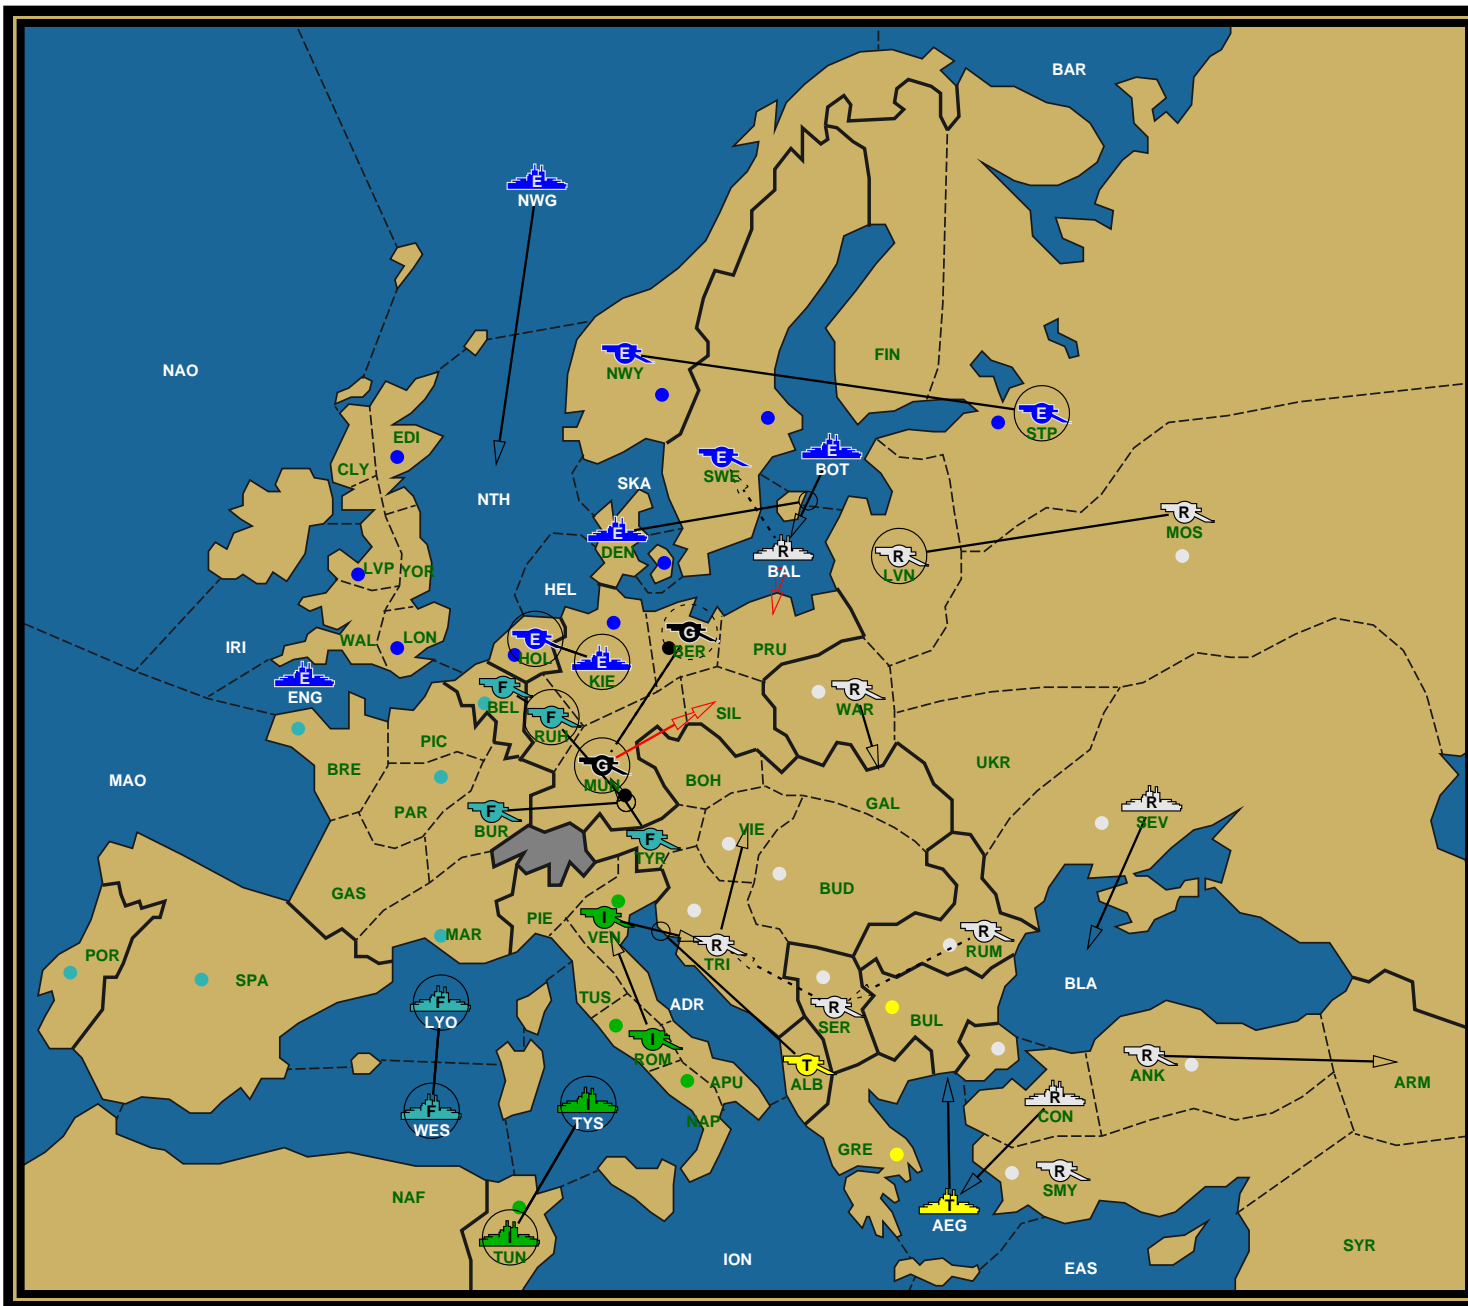 BAR
E
NWG
NAO
E
NWY
FIN
E
STP
EDI
CLY
E
SWE
E
BOT
NTH
SKA
R
MOS
E
DEN
R
BAL
R
LVN
LVP
YOR
HEL
IRI
WAL
LON
E
HOL
G
BER
PRU
E
KIE
E
ENG
F
BEL
R
WAR
F
RUH
SIL
PIC
BRE
G
MUN
BOH
UKR
MAO
PAR
F
BUR
GAL
R
SEV
F
TYR
VIE
GAS
BUD
PIE
I
VEN
MAR
R
TRI
R
RUM
POR
SPA
BLA
F
LYO
TUS
ADR
R
SER
BUL
I
ROM
T
ALB
R
ANK
ARM
APU
F
WES
I
TYS
NAP
R
CON
GRE
R
SMY
NAF
I
TUN
T
AEG
ION
EAS
SYR